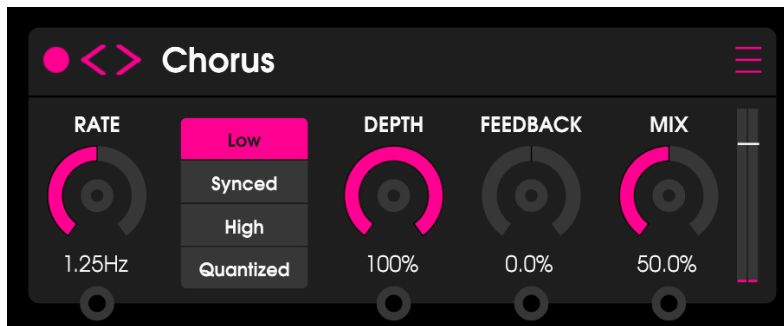 Chorus
RATE
Low
Synced
High
Quantized
1.25Hz
DEPTH
100%
FEEDBACK
0.0%
MIX
50.0%